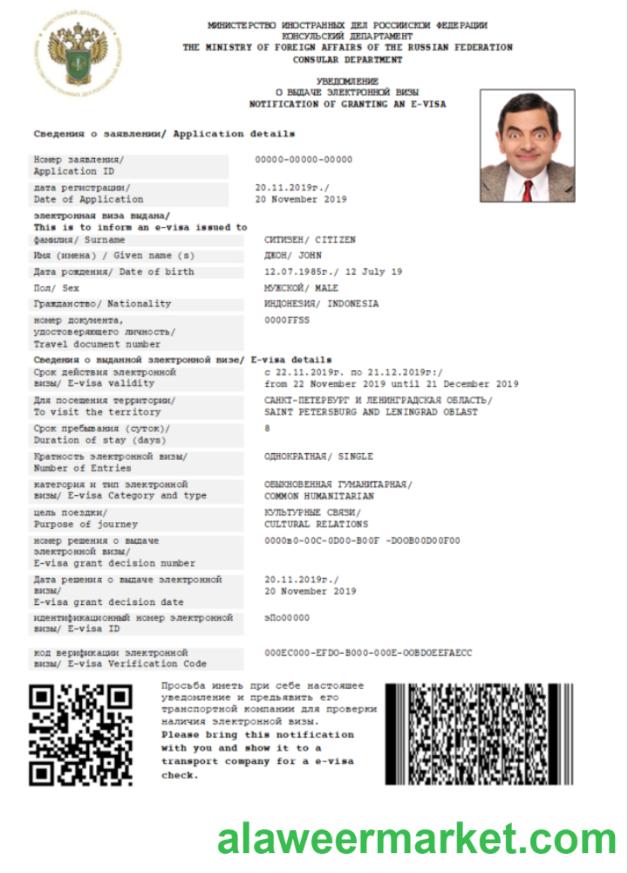 МИНИСТЕРСТВО ИНОСТРАННЫХ ДЕЛ РОССИЙСКОЙ ФЕДЕРАЦИИ
КОНСУЛЬСКИЙ ДЕПАРТАМЕНТ
THE MINISTRY OF FOREIGN AFFAIRS OF THE RUSSIAN FEDERATION
CONSULAR DEPARTMENT
УВЕДОМЛЕНИЕ
О ВЫДАЧЕ ЭЛЕКТРОННОЙ ВИЗЫ
NOTIFICATION OF GRANTING AN E-VISA
Сведения о заявлении/ Application details
Номер заявления/ 00000-00000-00000
Application ID
дата регистрации/ 20.11.2019г./
Date of Application 20 November 2019
электронная виза выдана/
This is to inform an e-visa issued to
фамилия/ Surname СИТИЗЕН/ CITIZEN
Имя (имена) / Given name (s) ДЖОН/ JOHN
Дата рождения/ Date of birth 12.07.1985г./ 12 July 19
Пол/ Sex МУЖСКОЙ/ MALE
Гражданство/ Nationality ИНДОНЕЗИЯ/ INDONESIA
номер документа, 0000FFSS
удостоверяющего личность/
Travel document number
Сведения о выданной электронной визе/ E-visa details
Срок действия электронной с 22.11.2019г. по 21.12.2019г:/
визы/ E-visa validity from 22 November 2019 until 21 December 2019
Для посещения территории/ САНКТ-ПЕТЕРБУРГ И ЛЕНИНГРАДСКАЯ ОБЛАСТЬ/
To visit the territory SAINT PETERSBURG AND LENINGRAD OBLAST
Срок пребывания (суток)/ 8
Duration of stay (days)
Кратность электронной визы/ ОДНОКРАТНАЯ/ SINGLE
Number of Entries
категория и тип электронной ОБЫКНОВЕННАЯ ГУМАНИТАРНАЯ/
визы/ E-visa Category and type COMMON HUMANITARIAN
цель поездки/ КУЛЬТУРНЫЕ СВЯЗИ/
Purpose of journey CULTURAL RELATIONS
номер решения о выдаче 0000в0-00C-0D00-B00F -D00B00D00F00
электронной визы/
E-visa grant decision number
Дата решения о выдаче электронной 20.11.2019г./
визы/ 20 November 2019
E-visa grant decision date
идентификационный номер электронной эПо00000
визы/ E-visa ID
код верификации электронной 000EC000-EFD0-B000-000E-00BD0EEFAECC
визы/ E-visa Verification Code
Просьба иметь при себе настоящее
уведомление и предъявить его
транспортной компании для проверки
наличия электронной визы.
Please bring this notification
with you and show it to a
transport company for a e-visa
check.
alaweermarket.com